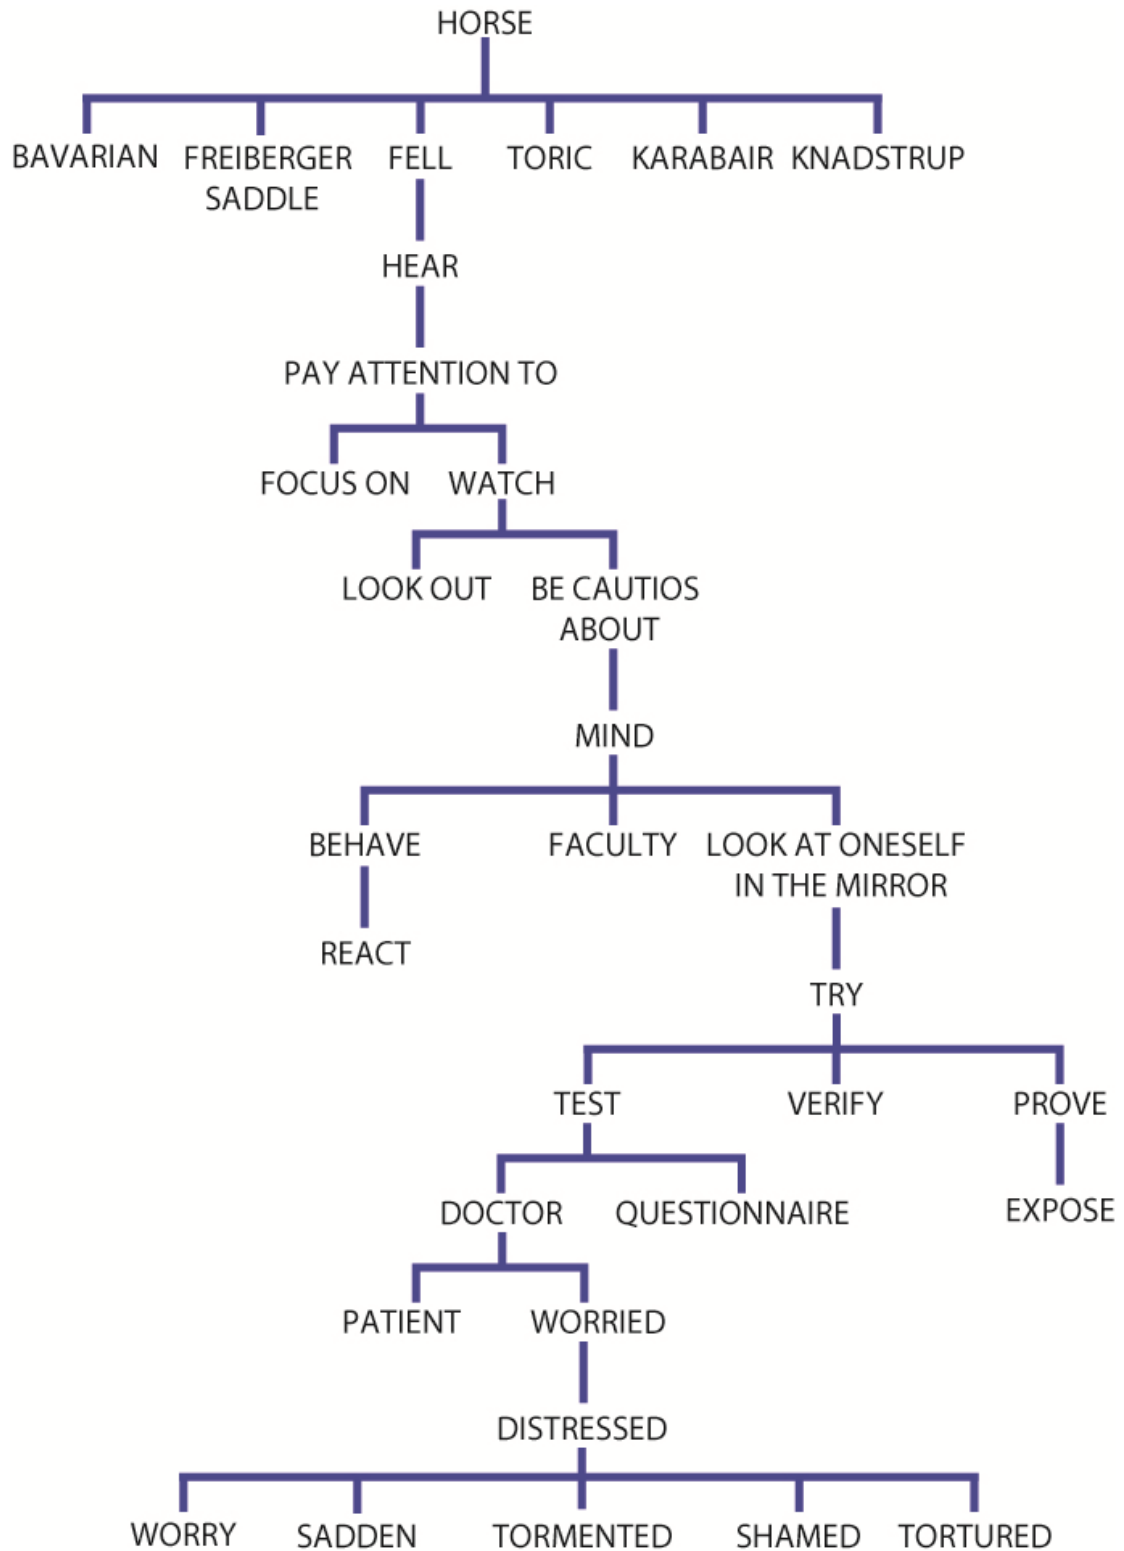 HORSE
BAVARIAN FREIBERGER SADDLE FELL TORIC KARABAIR KNADSTRUP
HEAR
PAY ATTENTION TO
FOCUS ON WATCH
LOOK OUT BE CAUTIOS ABOUT
MIND
BEHAVE FACULTY LOOK AT ONESELF IN THE MIRROR
REACT
TRY
TEST VERIFY PROVE
DOCTOR QUESTIONNAIRE EXPOSE
PATIENT WORRIED
DISTRESSED
WORRY SADDEN TORMENTED SHAMED TORTURED